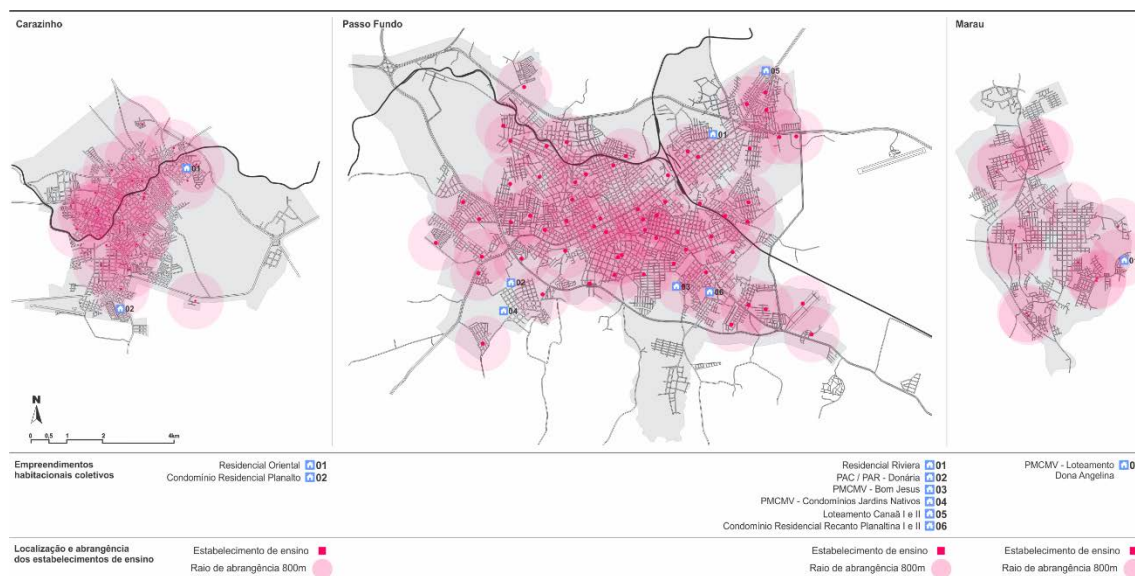 Carazinho
Passo Fundo
Marau
05
01
01
02
03
06
04
02
0
N
0 0,5 1 2 4km
Empreendimentos
habitacionais coletivos
Residencial Oriental 01
Condomínio Residencial Planalto 02
Residencial Riviera 01
PAC / PAR - Donária 02
PMCMV - Bom Jesus 03
PMCMV - Condomínios Jardins Nativos 04
Loteamento Canaã I e II 05
Condomínio Residencial Recanto Planaltina I e II 06
PMCMV - Loteamento 0
Dona Angelina
Localização e abrangência
dos estabelecimentos de ensino
Estabelecimento de ensino
Raio de abrangência 800m
Estabelecimento de ensino
Raio de abrangência 800m
Estabelecimento de ensino
Raio de abrangência 800m